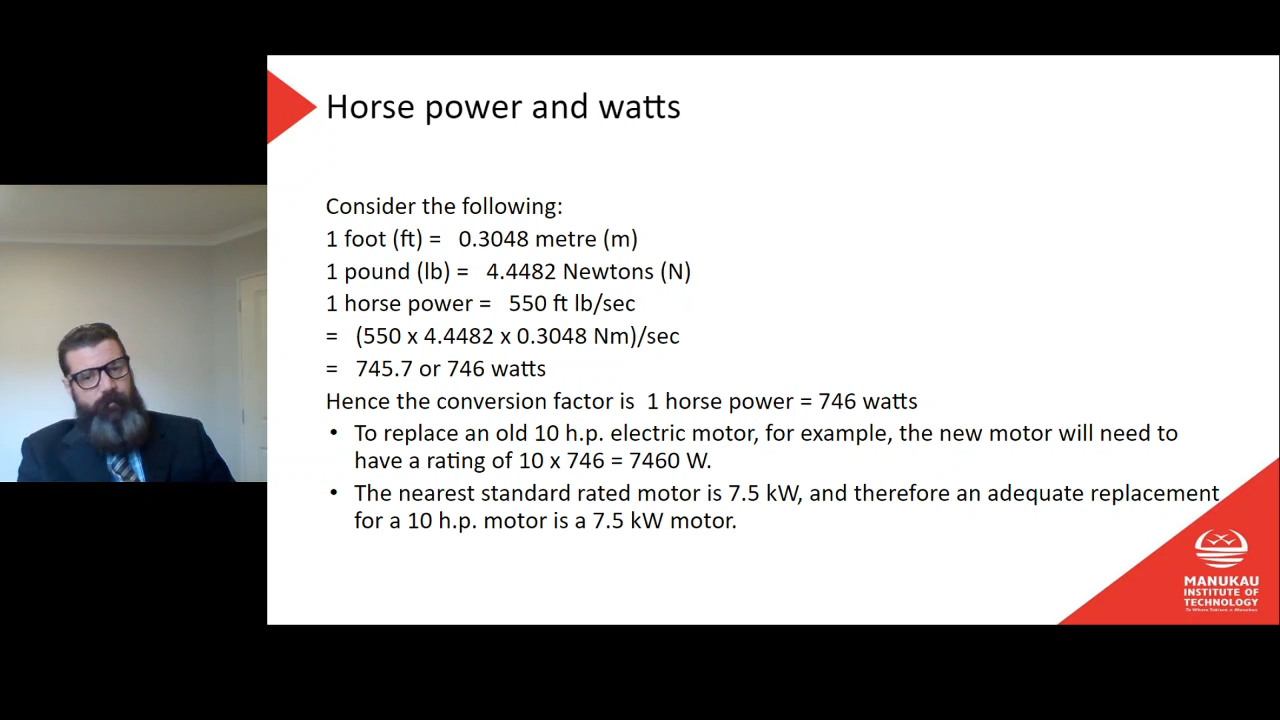 Horse power and watts
Consider the following:
1 foot (ft) = 0.3048 metre (m)
1 pound (lb) = 4.4482 Newtons (N)
1 horse power = 550 ft lb/sec
= (550 x 4.4482 x 0.3048 Nm)/sec
= 745.7 or 746 watts
Hence the conversion factor is 1 horse power = 746 watts
• To replace an old 10 h.p. electric motor, for example, the new motor will need to
have a rating of 10 x 746 = 7460 W.
• The nearest standard rated motor is 7.5 kW, and therefore an adequate replacement
for a 10 h.p. motor is a 7.5 kW motor.
MANUKAU
INSTITUTE OF
TECHNOLOGY